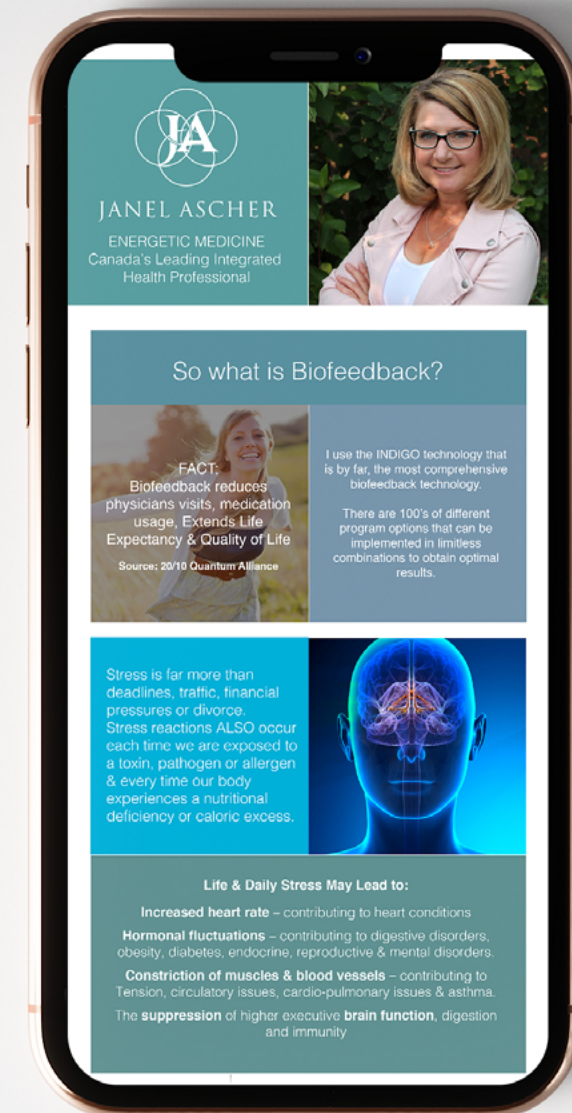 JA
JANEL ASCHER
ENERGETIC MEDICINE
Canada's Leading Integrated
Health Professional
So what is Biofeedback?
FACT:
Biofeedback reduces
physicians visits, medication
usage, Extends Life
Expectancy & Quality of Life
Source: 20/10 Quantum Alliance
I use the INDIGO technology that
is by far, the most comprehensive
biofeedback technology.
There are 100's of different
program options that can be
implemented in limitless
combinations to obtain optimal
results.
Stress is far more than
deadlines, traffic, financial
pressures or divorce.
Stress reactions ALSO occur
each time we are exposed to
a toxin, pathogen or allergen
& every time our body
experiences a nutritional
deficiency or caloric excess.
Life & Daily Stress May Lead to:
Increased heart rate – contributing to heart conditions
Hormonal fluctuations – contributing to digestive disorders,
obesity, diabetes, endocrine, reproductive & mental disorders.
Constriction of muscles & blood vessels – contributing to
Tension, circulatory issues, cardio-pulmonary issues & asthma.
The suppression of higher executive brain function, digestion
and immunity